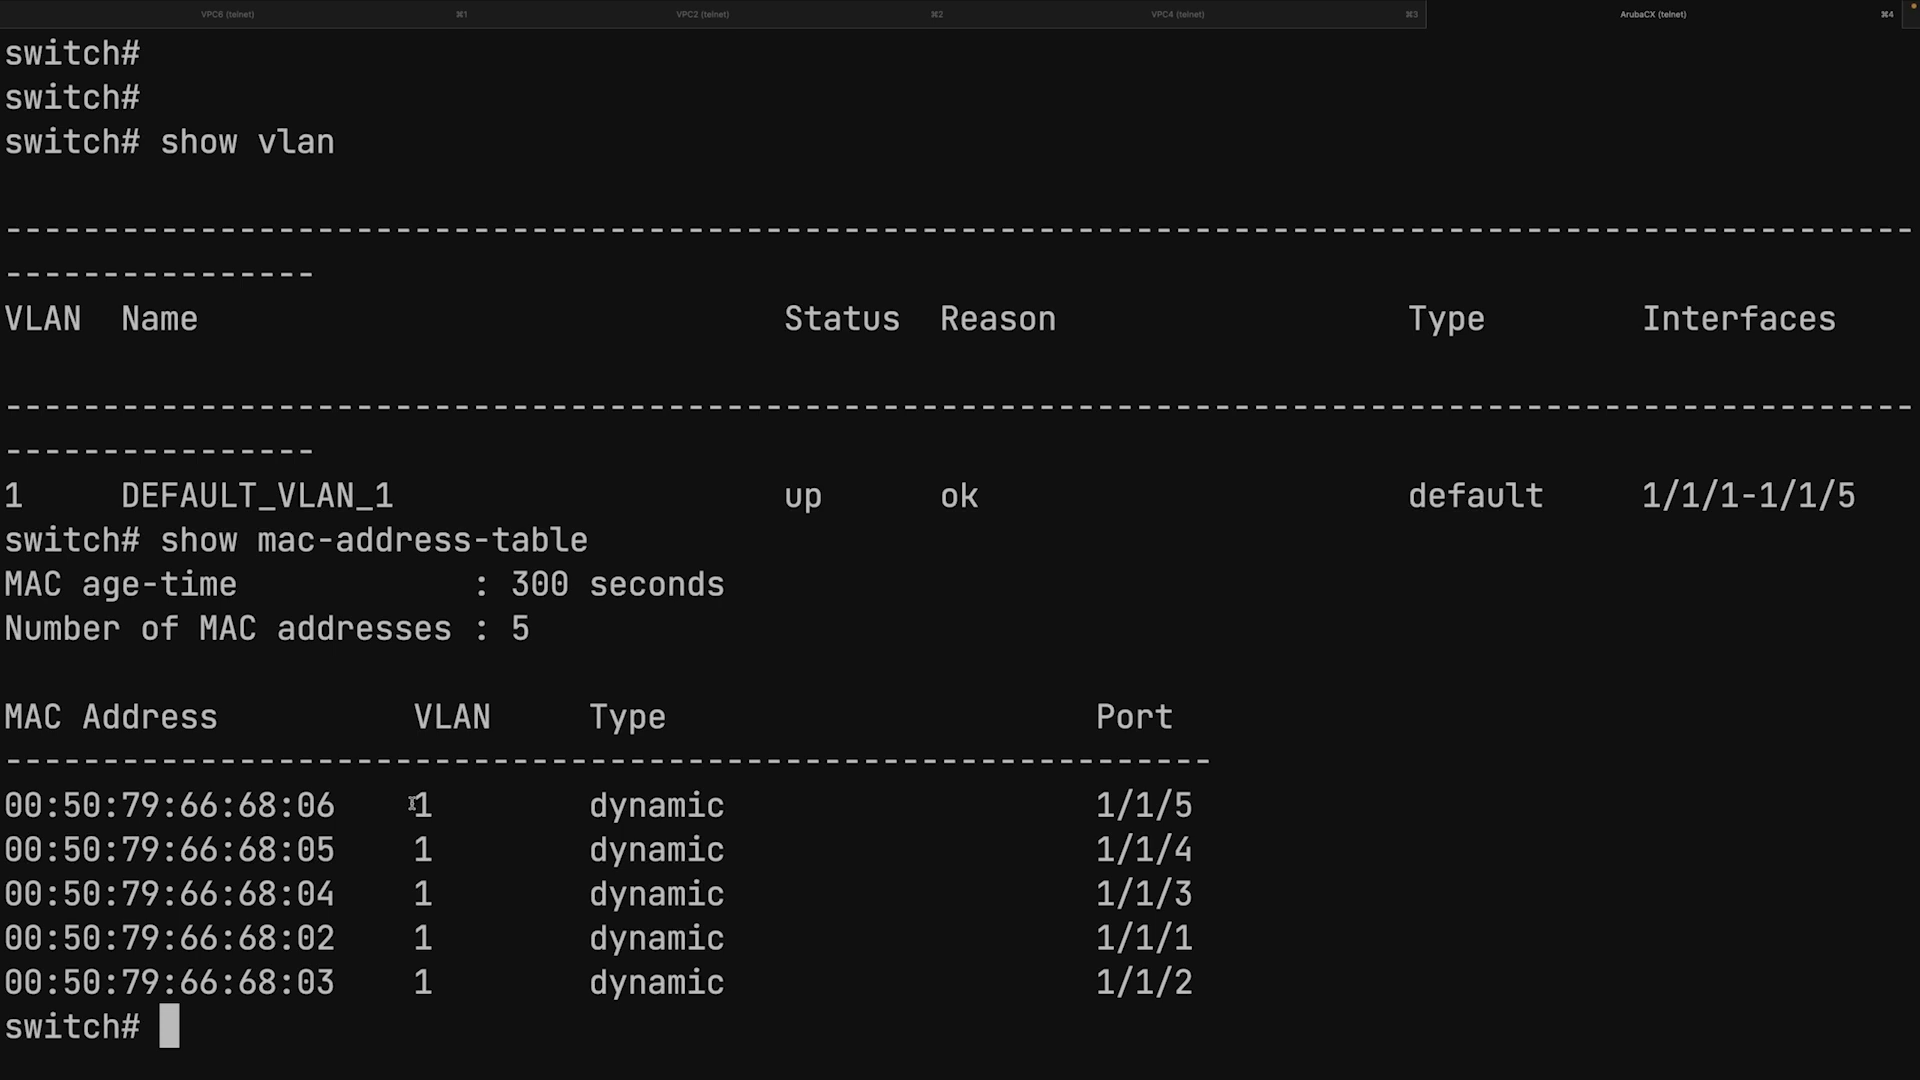 VPC6 (telnet) ⌘1 VPC2 (telnet) ⌘2 VPC4 (telnet) ⌘3 ArubaCX (telnet) ⌘4
switch#
switch#
switch# show vlan
--------------------------------------------------------------------------------------------------
----------------
VLAN  Name                                  Status  Reason                  Type        Interfaces
--------------------------------------------------------------------------------------------------
----------------
1     DEFAULT_VLAN_1                        up      ok                      default     1/1/1-1/1/5
switch# show mac-address-table
MAC age-time            : 300 seconds
Number of MAC addresses : 5
MAC Address          VLAN     Type                      Port
--------------------------------------------------------------
00:50:79:66:68:06    1        dynamic                   1/1/5
00:50:79:66:68:05    1        dynamic                   1/1/4
00:50:79:66:68:04    1        dynamic                   1/1/3
00:50:79:66:68:02    1        dynamic                   1/1/1
00:50:79:66:68:03    1        dynamic                   1/1/2
switch#